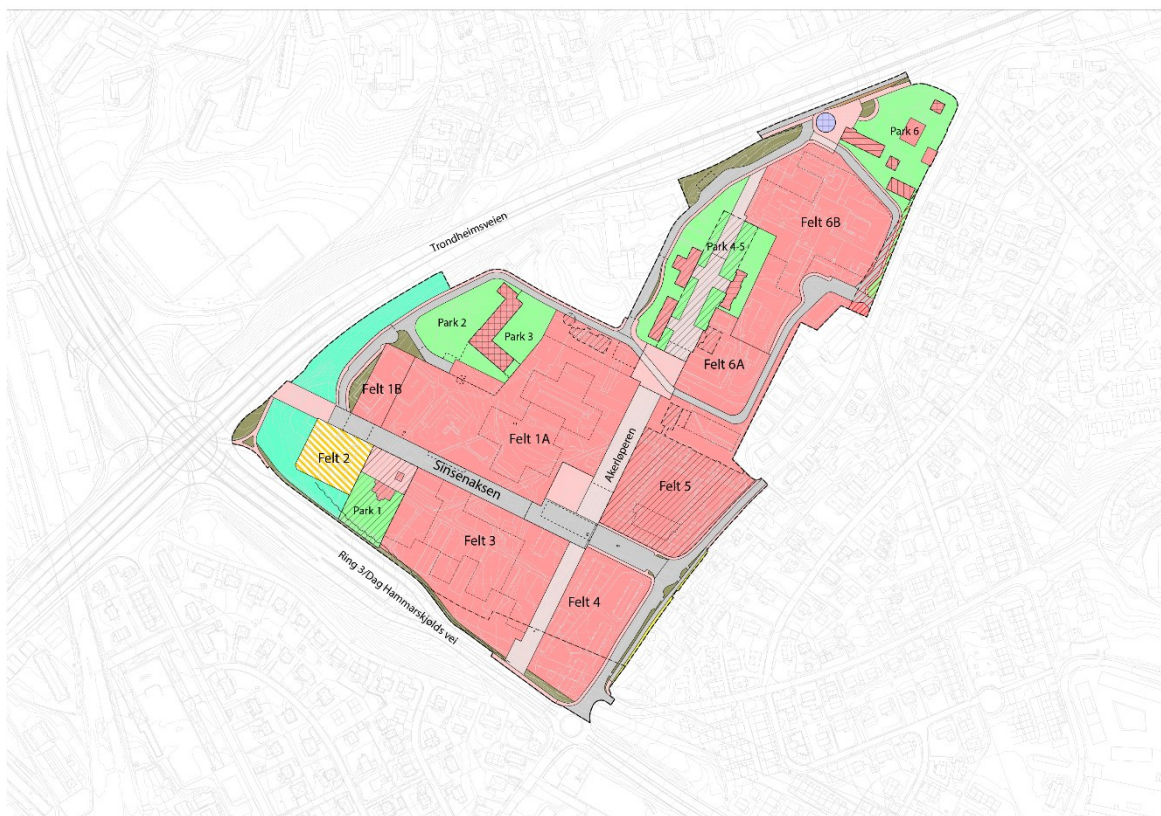 Park 6
Felt 6B
Trondheimsveien
Park 4-5
Park 2
Park 3
Felt 6A
Felt 1B
Felt 1A
Akerløperen
Felt 2
Sinsenaksen
Felt 5
Park 1
Felt 3
Felt 4
Ring 3/Dag Hammarskjølds vei